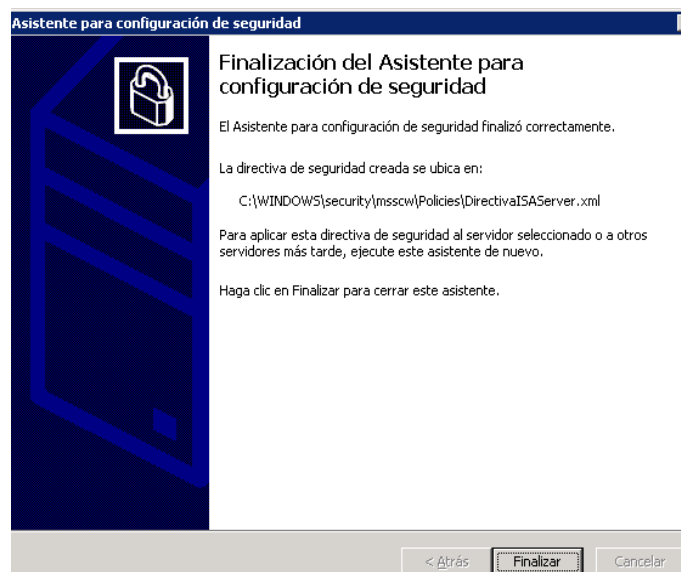 Asistente para configuración de seguridad
Finalización del Asistente para
configuración de seguridad
El Asistente para configuración de seguridad finalizó correctamente.
La directiva de seguridad creada se ubica en:
C:\WINDOWS\security\msscw\Policies\DirectivaISAServer.xml
Para aplicar esta directiva de seguridad al servidor seleccionado o a otros
servidores más tarde, ejecute este asistente de nuevo.
Haga clic en Finalizar para cerrar este asistente.
< Atrás Finalizar Cancelar